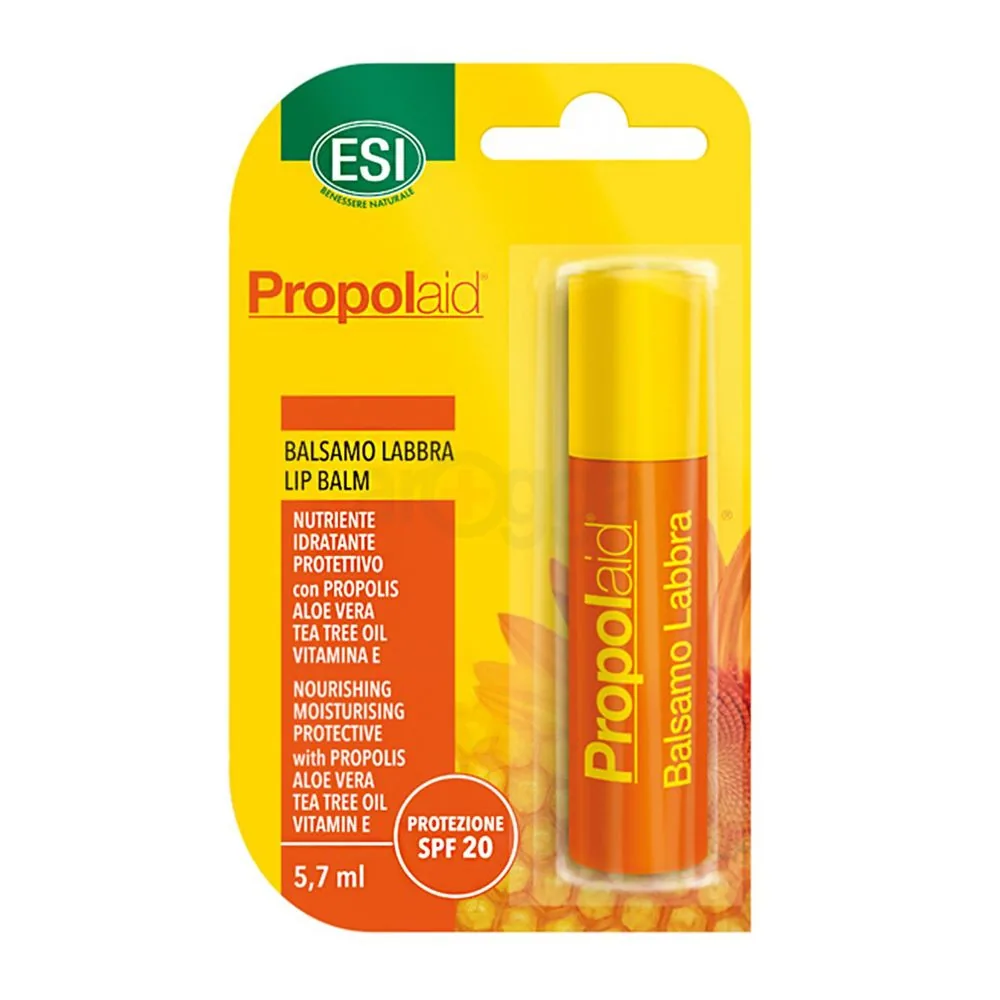 ESI
BENESSERE NATURALE
Propolaid®
BALSAMO LABBRA
LIP BALM
NUTRIENTE
IDRATANTE
PROTETTIVO
con PROPOLIS
ALOE VERA
TEA TREE OIL
VITAMINA E
NOURISHING
MOISTURISING
PROTECTIVE
with PROPOLIS
ALOE VERA
TEA TREE OIL
VITAMIN E
5,7 ml
PROTEZIONE
SPF 20
Propolaid®
Balsamo Labbra